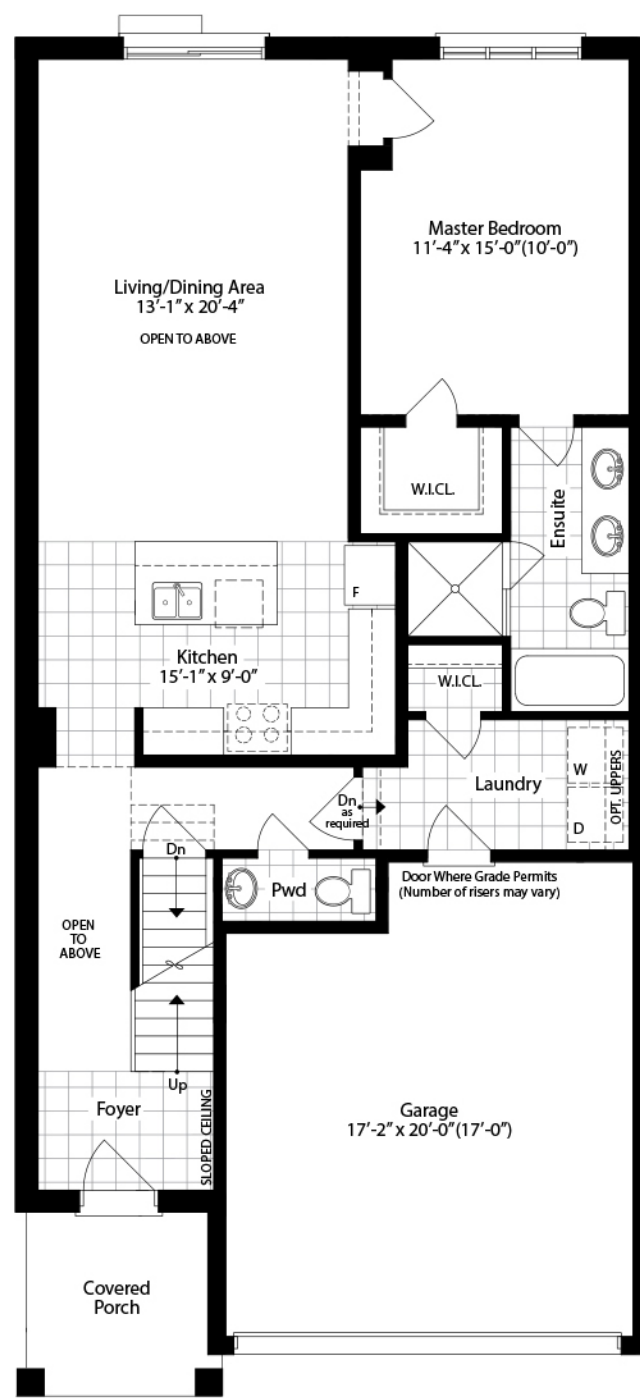 Master Bedroom
11'-4" x 15'-0"(10'-0")
Living/Dining Area
13'-1" x 20'-4"
OPEN TO ABOVE
W.I.CL.
Ensuite
F
Kitchen
15'-1" x 9'-0"
W.I.CL.
Laundry
W
D
OPT. UPPERS
Dn
as
required
Dn
Pwd
Door Where Grade Permits
(Number of risers may vary)
OPEN
TO
ABOVE
Up
Foyer
SLOPED CEILING
Garage
17'-2" x 20'-0"(17'-0")
Covered
Porch